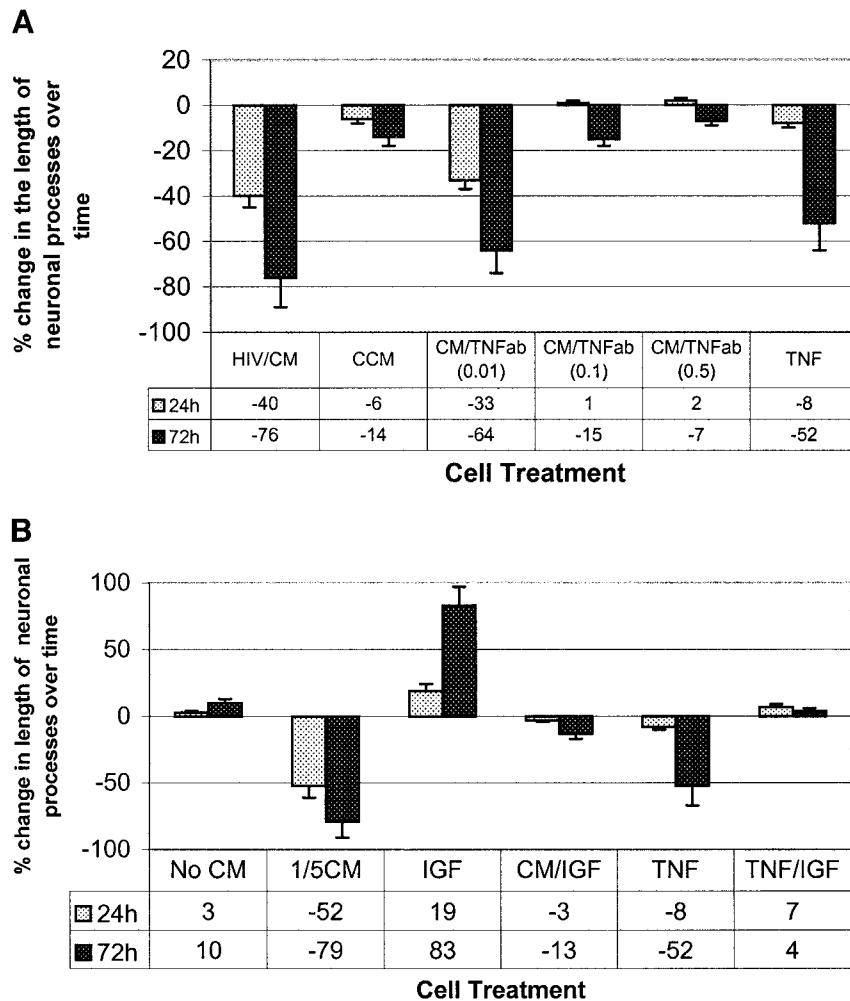 A
% change in the length of
neuronal processes over
time
20
0
-20
-40
-60
-80
-100
HIV/CM CCM CM/TNFab (0.01) CM/TNFab (0.1) CM/TNFab (0.5) TNF
24h -40 -6 -33 1 2 -8
72h -76 -14 -64 -15 -7 -52
Cell Treatment
B
% change in length of neuronal
processes over time
100
50
0
-50
-100
No CM 1/5CM IGF CM/IGF TNF TNF/IGF
24h 3 -52 19 -3 -8 7
72h 10 -79 83 -13 -52 4
Cell Treatment